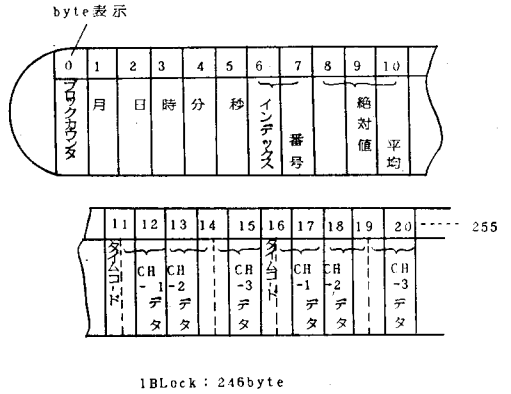 byte表示
0 1 2 3 4 5 6 7 8 9 10
ブロックカウンタ 月 日 時 分 秒 インデックス 番号 絶対値 平均
11 12 13 14 15 16 17 18 19 20 ------ 255
タイムコード CH-1データ CH-2データ CH-3データ タイムコード CH-1データ CH-2データ CH-3データ
1BLock：246byte